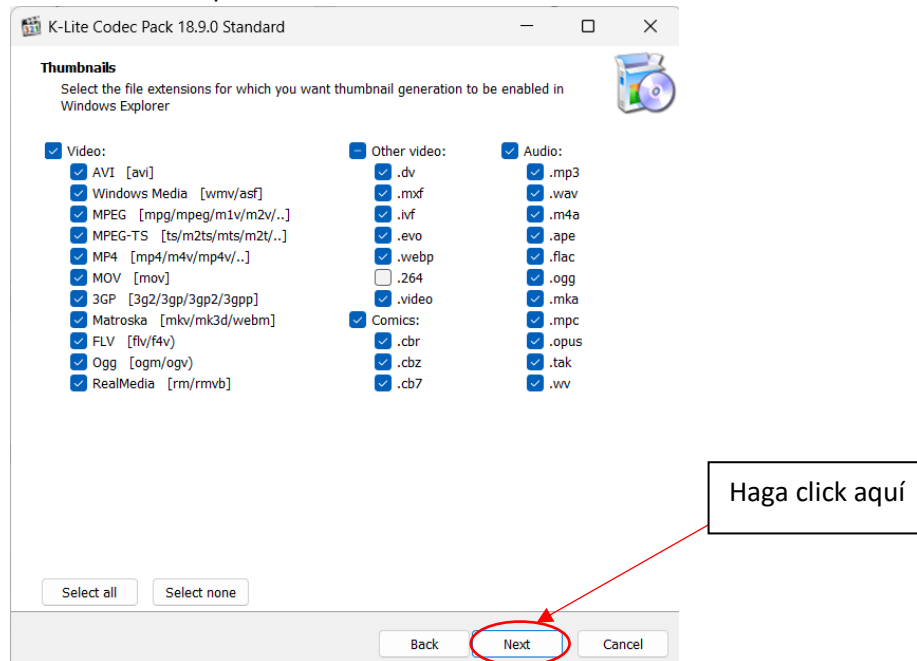 K-Lite Codec Pack 18.9.0 Standard
Thumbnails
Select the file extensions for which you want thumbnail generation to be enabled in
Windows Explorer
Video:
AVI [avi]
Windows Media [wmv/asf]
MPEG [mpg/mpeg/m1v/m2v/..]
MPEG-TS [ts/m2ts/mts/m2t/..]
MP4 [mp4/m4v/mp4v/..]
MOV [mov]
3GP [3g2/3gp/3gp2/3gpp]
Matroska [mkv/mk3d/webm]
FLV [flv/f4v)
Ogg [ogm/ogv)
RealMedia [rm/rmvb]
Other video:
.dv
.mxf
.ivf
.evo
.webp
.264
.video
Comics:
.cbr
.cbz
.cb7
Audio:
.mp3
.wav
.m4a
.ape
.flac
.ogg
.mka
.mpc
.opus
.tak
.wv
Haga click aquí
Select all
Select none
Back
Next
Cancel